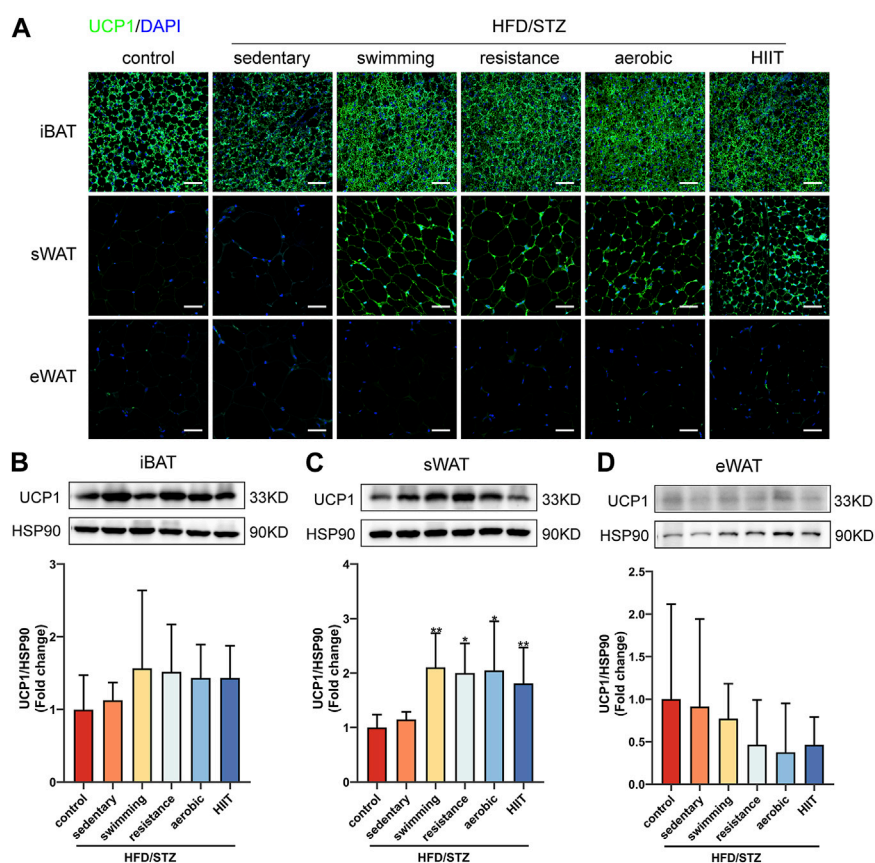 A
UCP1/DAPI
HFD/STZ
control sedentary swimming resistance aerobic HIIT
iBAT
sWAT
eWAT
B
iBAT
UCP1 33KD
HSP90 90KD
UCP1/HSP90
(Fold change)
3
2
1
0
control sedentary swimming resistance aerobic HIIT
HFD/STZ
C
sWAT
UCP1 33KD
HSP90 90KD
UCP1/HSP90
(Fold change)
4
3
2
1
0
** * * **
control sedentary swimming resistance aerobic HIIT
HFD/STZ
D
eWAT
UCP1 33KD
HSP90 90KD
UCP1/HSP90
(Fold change)
2.5
2.0
1.5
1.0
0.5
0.0
control sedentary swimming resistance aerobic HIIT
HFD/STZ